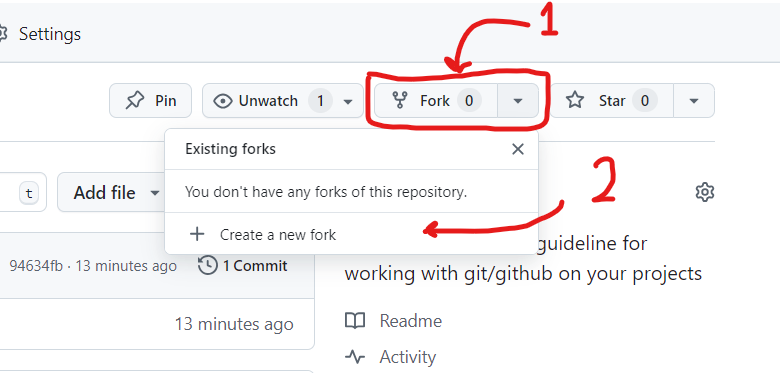 1
Settings
Pin
Unwatch 1
Fork 0
Star 0
Existing forks
You don't have any forks of this repository.
2
Create a new fork
t
Add file
guideline for
working with git/github on your projects
94634fb · 13 minutes ago
1 Commit
13 minutes ago
Readme
Activity